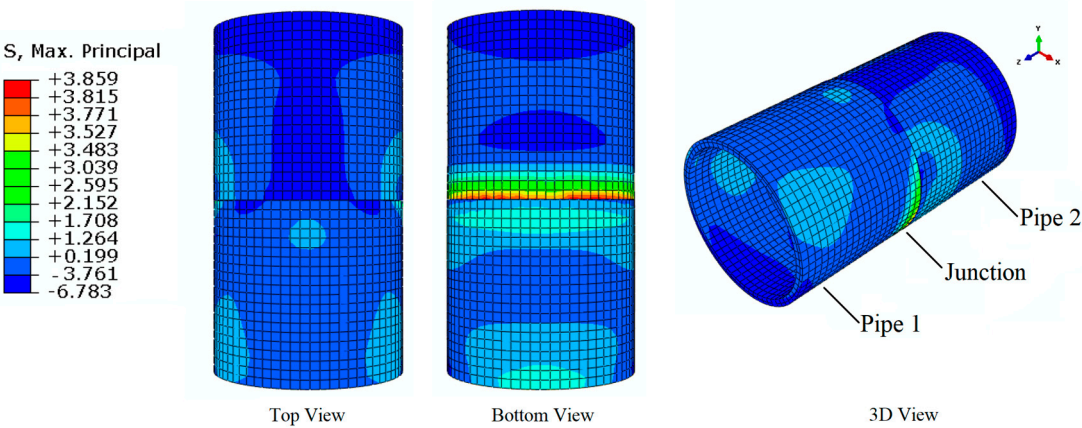 S, Max. Principal
+3.859
+3.815
+3.771
+3.527
+3.483
+3.039
+2.595
+2.152
+1.708
+1.264
+0.199
-3.761
-6.783
Y
Z X
Pipe 2
Junction
Pipe 1
Top View
Bottom View
3D View